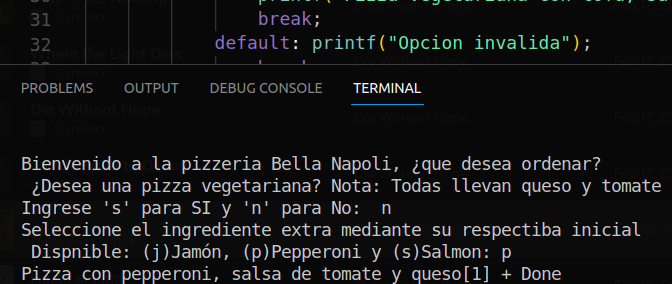 31 break;
32 default: printf("Opcion invalida");
PROBLEMS OUTPUT DEBUG CONSOLE TERMINAL
Bienvenido a la pizzeria Bella Napoli, ¿que desea ordenar?
¿Desea una pizza vegetariana? Nota: Todas llevan queso y tomate
Ingrese 's' para SI y 'n' para No: n
Seleccione el ingrediente extra mediante su respectiba inicial
Dispnible: (j)Jamón, (p)Pepperoni y (s)Salmon: p
Pizza con pepperoni, salsa de tomate y queso[1] + Done